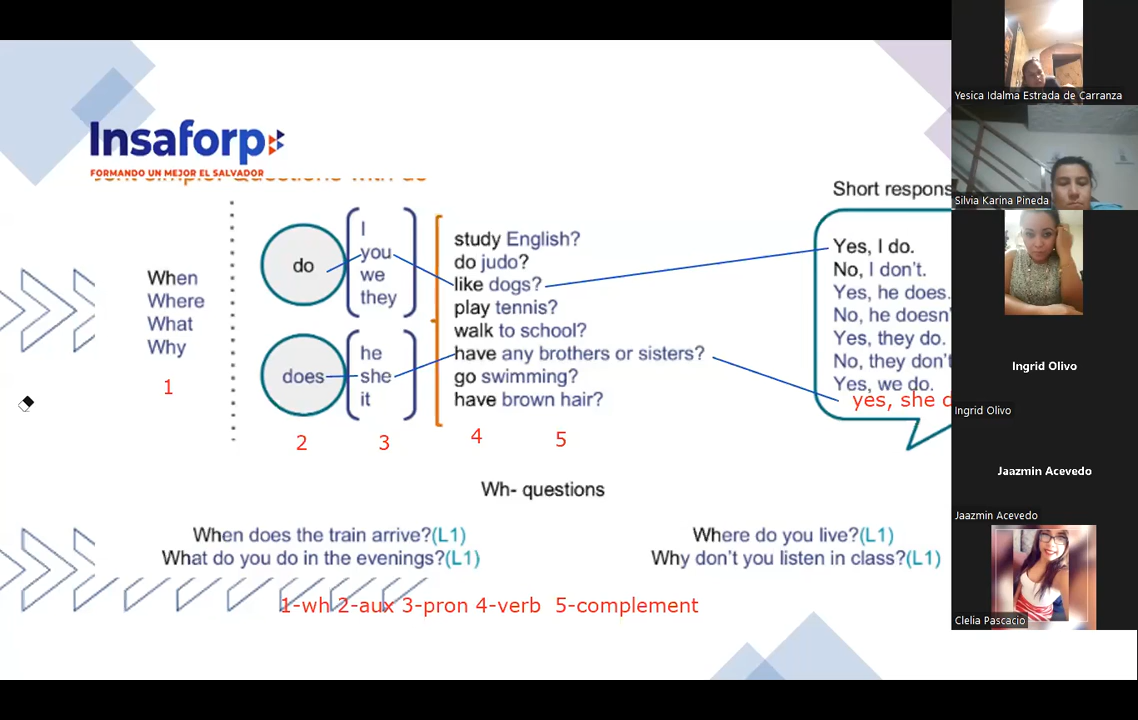 Insaforp
FORMANDO UN MEJOR EL SALVADOR
simple: Questions with do
Short respons
When
Where
What
Why
1
do
does
2
I
you
we
they
he
she
it
3
study English?
do judo?
like dogs?
play tennis?
walk to school?
have any brothers or sisters?
go swimming?
have brown hair?
4 5
Yes, I do.
No, I don't.
Yes, he does.
No, he doesn'
Yes, they do.
No, they don't
Yes, we do.
yes, she d
Wh- questions
When does the train arrive?(L1)
What do you do in the evenings?(L1)
Where do you live?(L1)
Why don't you listen in class?(L1)
1-wh 2-aux 3-pron 4-verb 5-complement
Yesica Idalma Estrada de Carranza
Silvia Karina Pineda
Ingrid Olivo
Ingrid Olivo
Jaazmin Acevedo
Jaazmin Acevedo
Clelia Pascacio